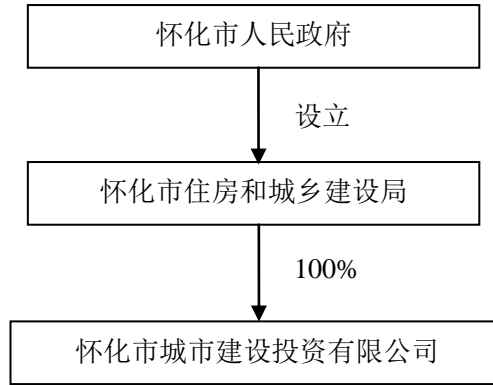 怀化市人民政府
设立
怀化市住房和城乡建设局
100%
怀化市城市建设投资有限公司